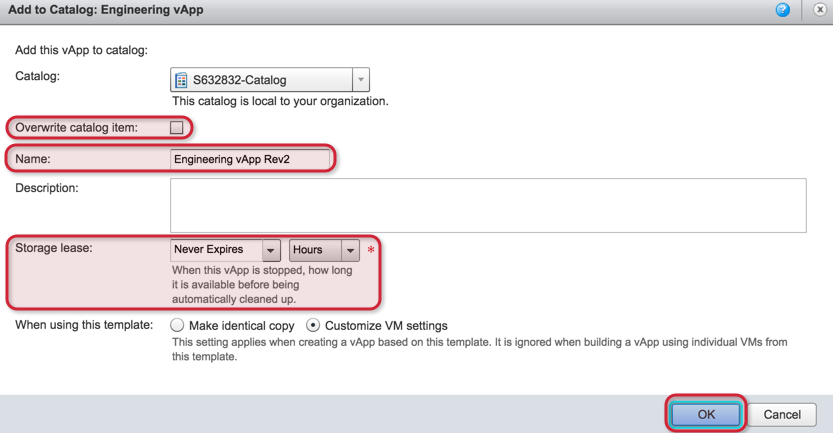 Add to Catalog: Engineering vApp
?
x
Add this vApp to catalog:
Catalog:
S632832-Catalog
This catalog is local to your organization.
Overwrite catalog item:
Name:
Engineering vApp Rev2
Description:
Storage lease:
Never Expires
Hours
*
When this vApp is stopped, how long
it is available before being
automatically cleaned up.
When using this template:
Make identical copy
Customize VM settings
This setting applies when creating a vApp based on this template. It is ignored when building a vApp using individual VMs from
this template.
OK
Cancel